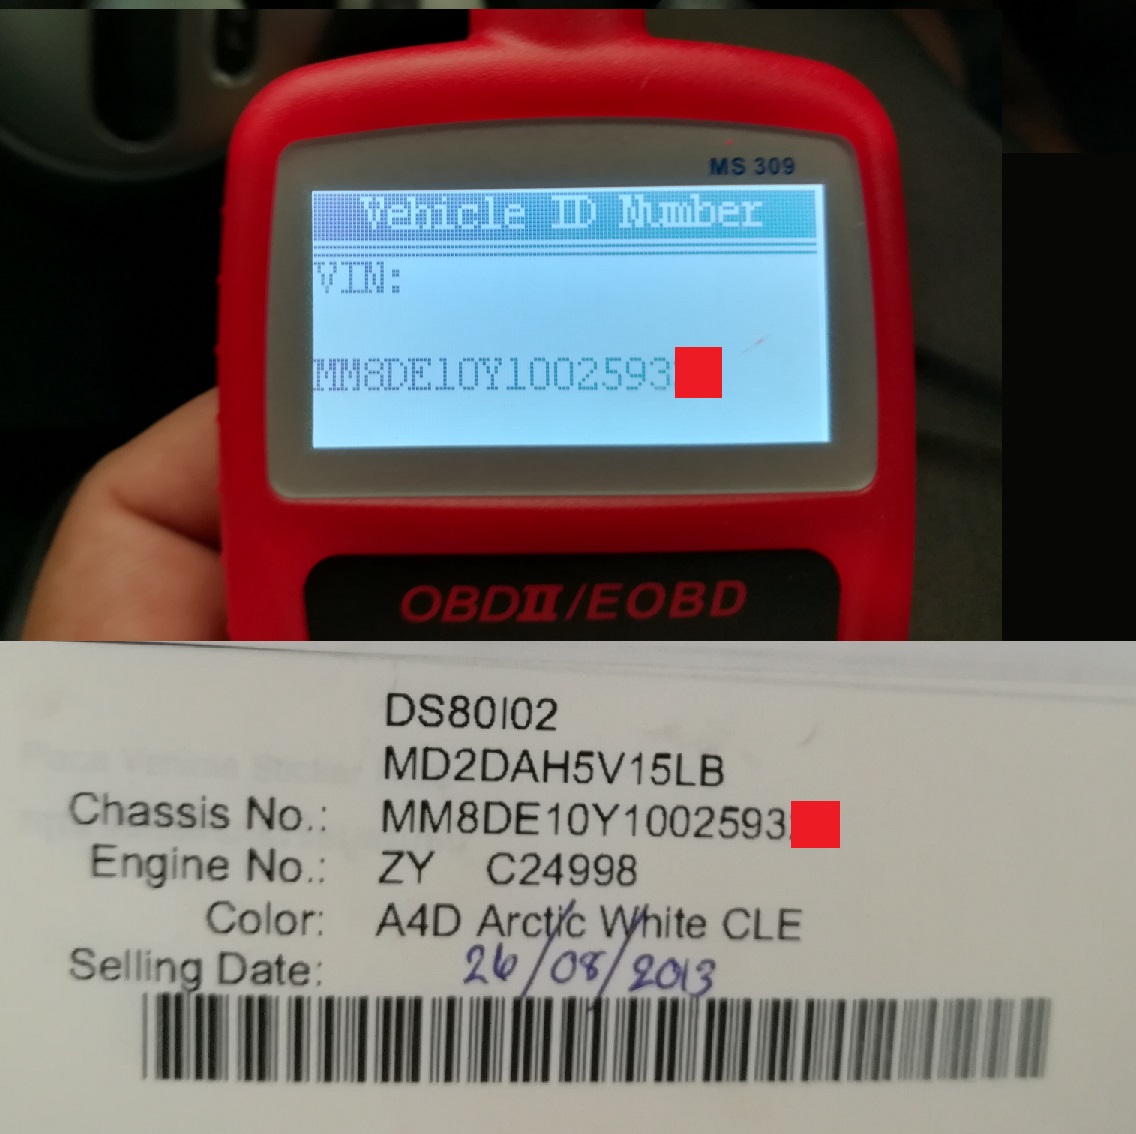 MS 309
Vehicle ID Number
VIN:
MM8DE10Y1002593
OBDII/EOBD
DS80I02
MD2DAH5V15LB
Chassis No.: MM8DE10Y1002593
Engine No.: ZY C24998
Color: A4D Arctic White CLE
Selling Date: 26/08/2013